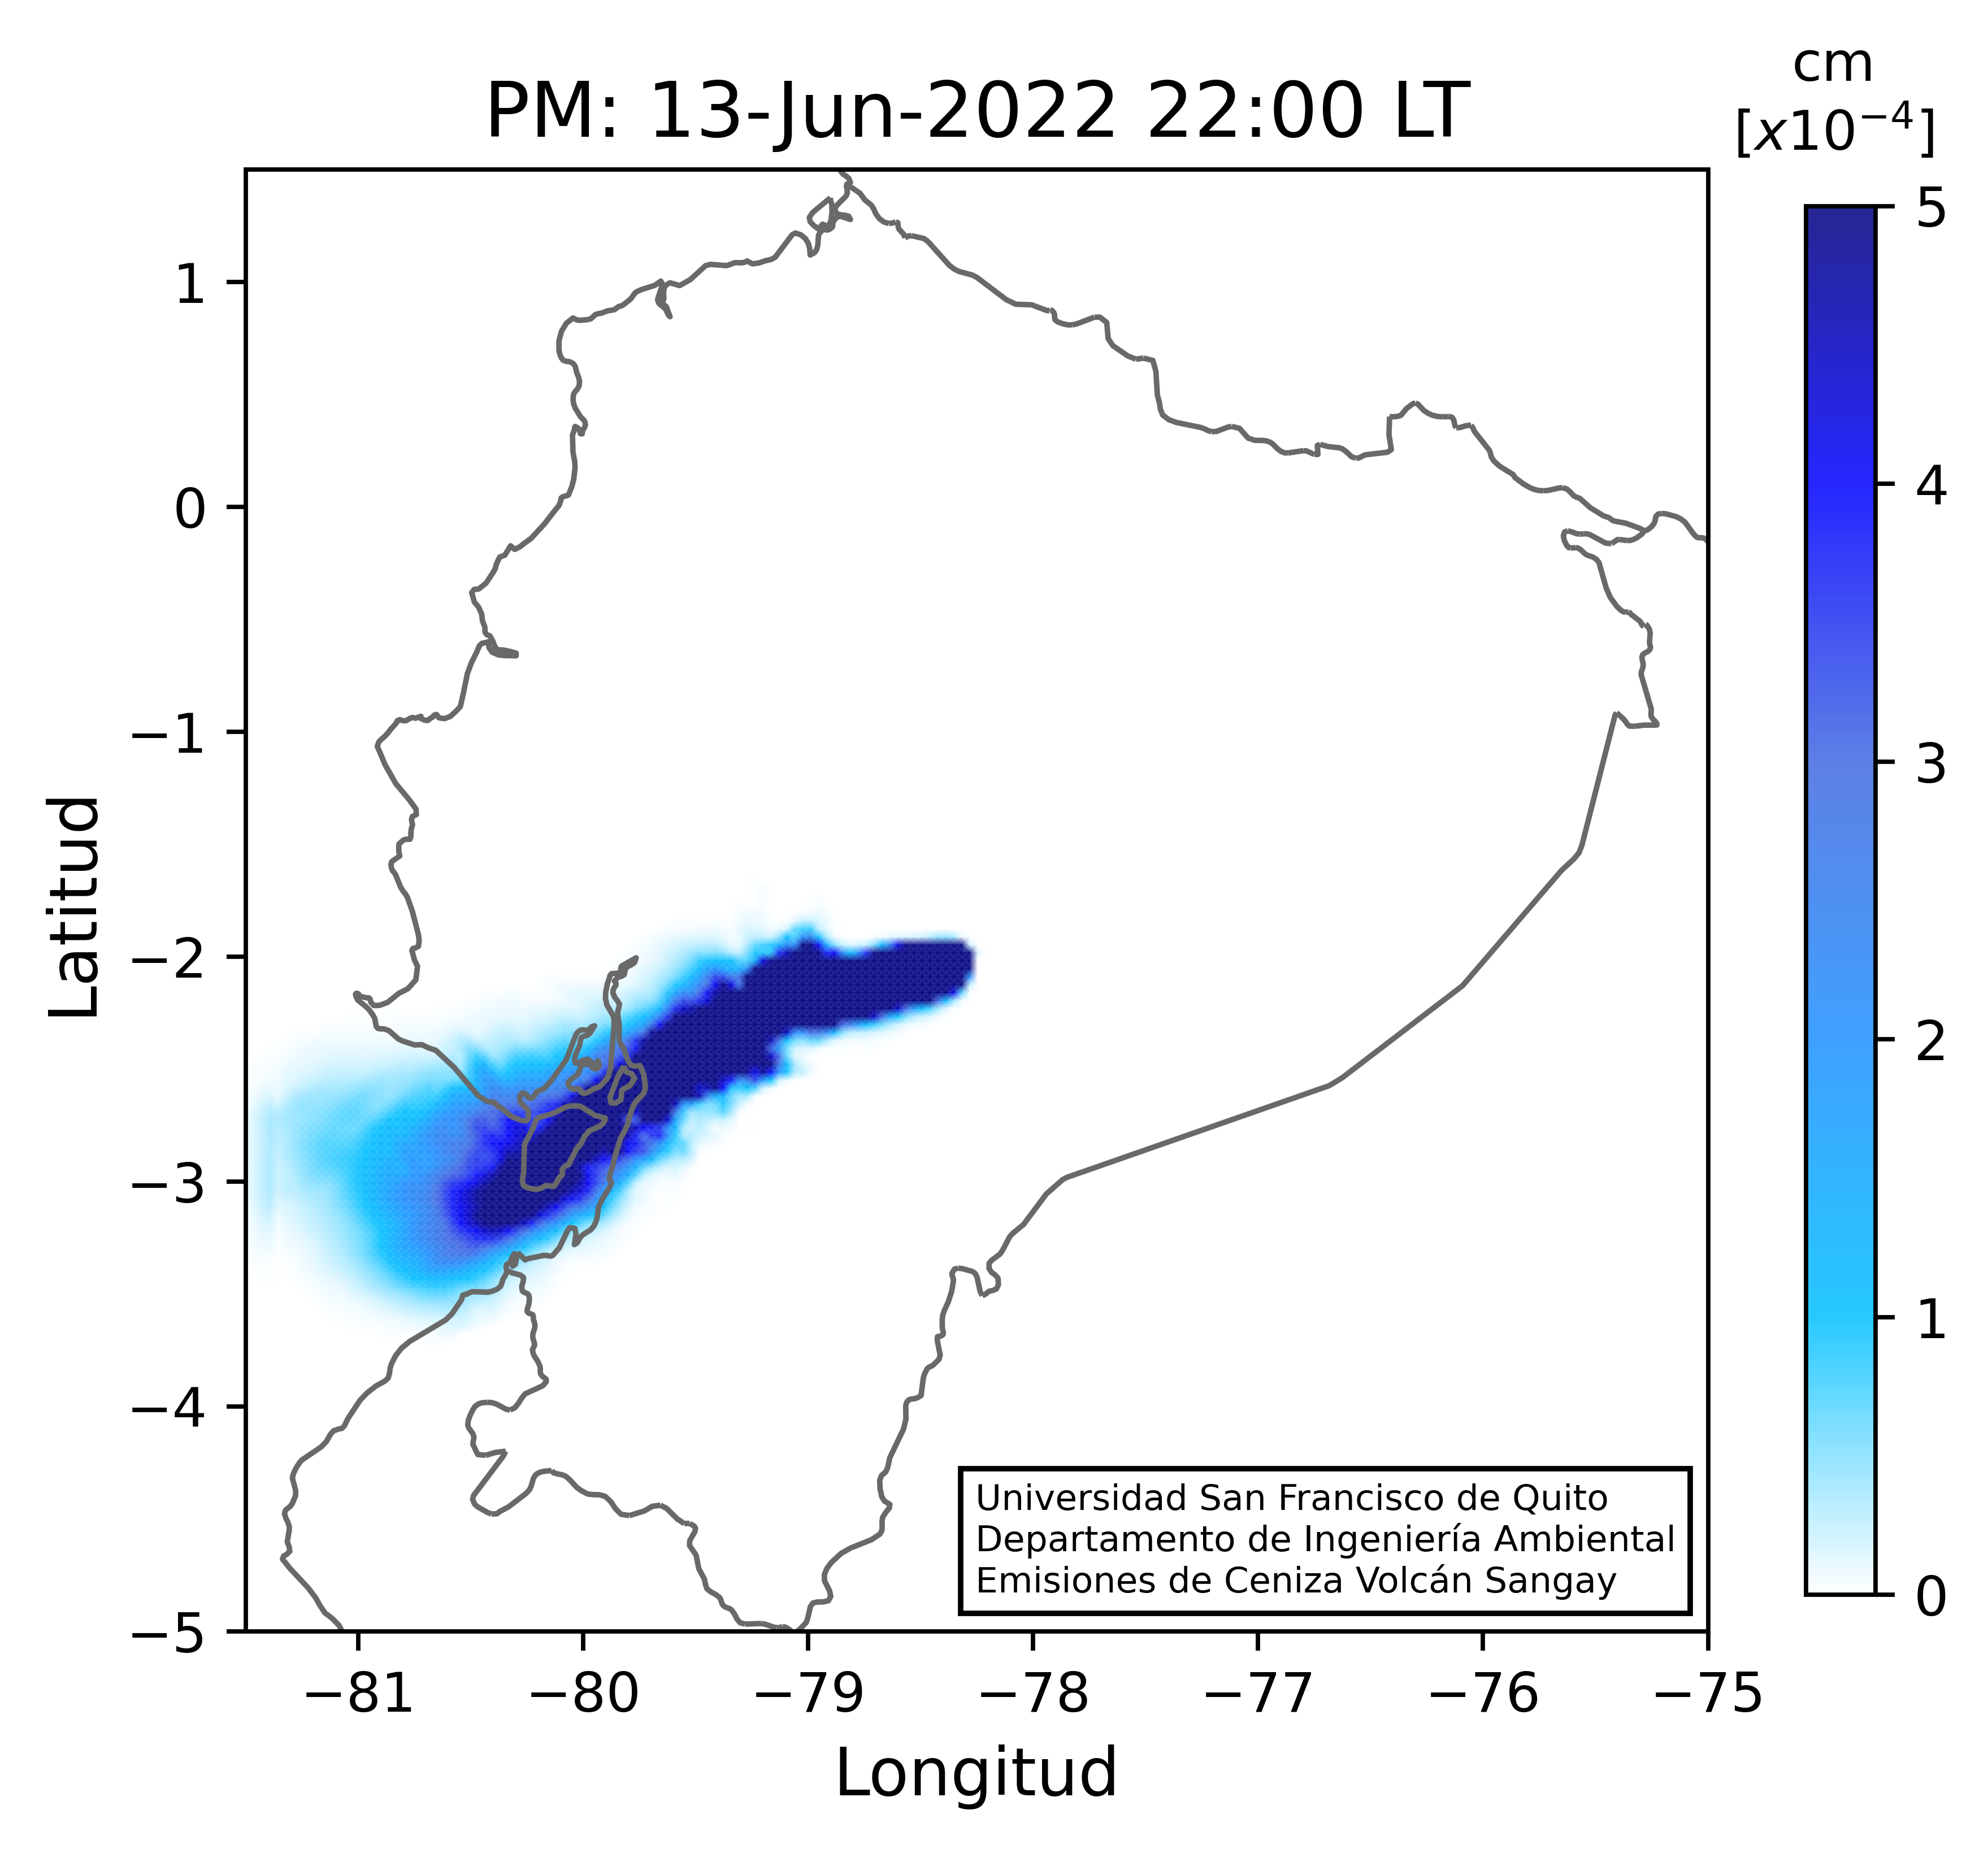 cm
[x10⁻⁴]
PM: 13-Jun-2022 22:00 LT
5
4
3
2
1
0
Latitud
1
0
−1
−2
−3
−4
−5
−81
−80
−79
−78
−77
−76
−75
Longitud
Universidad San Francisco de Quito
Departamento de Ingeniería Ambiental
Emisiones de Ceniza Volcán Sangay